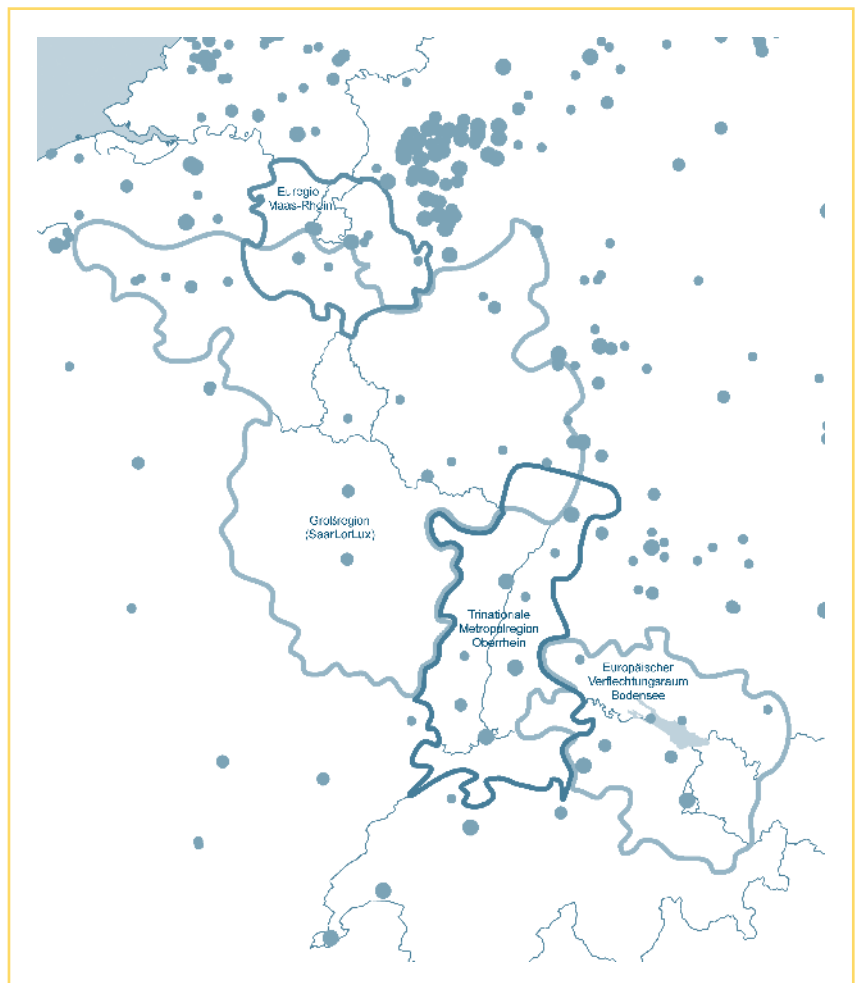 Euregio
Maas-Rhein
Großregion
(SaarLorLux)
Trinationale
Metropolregion
Oberrhein
Europäischer
Verflechtungsraum
Bodensee